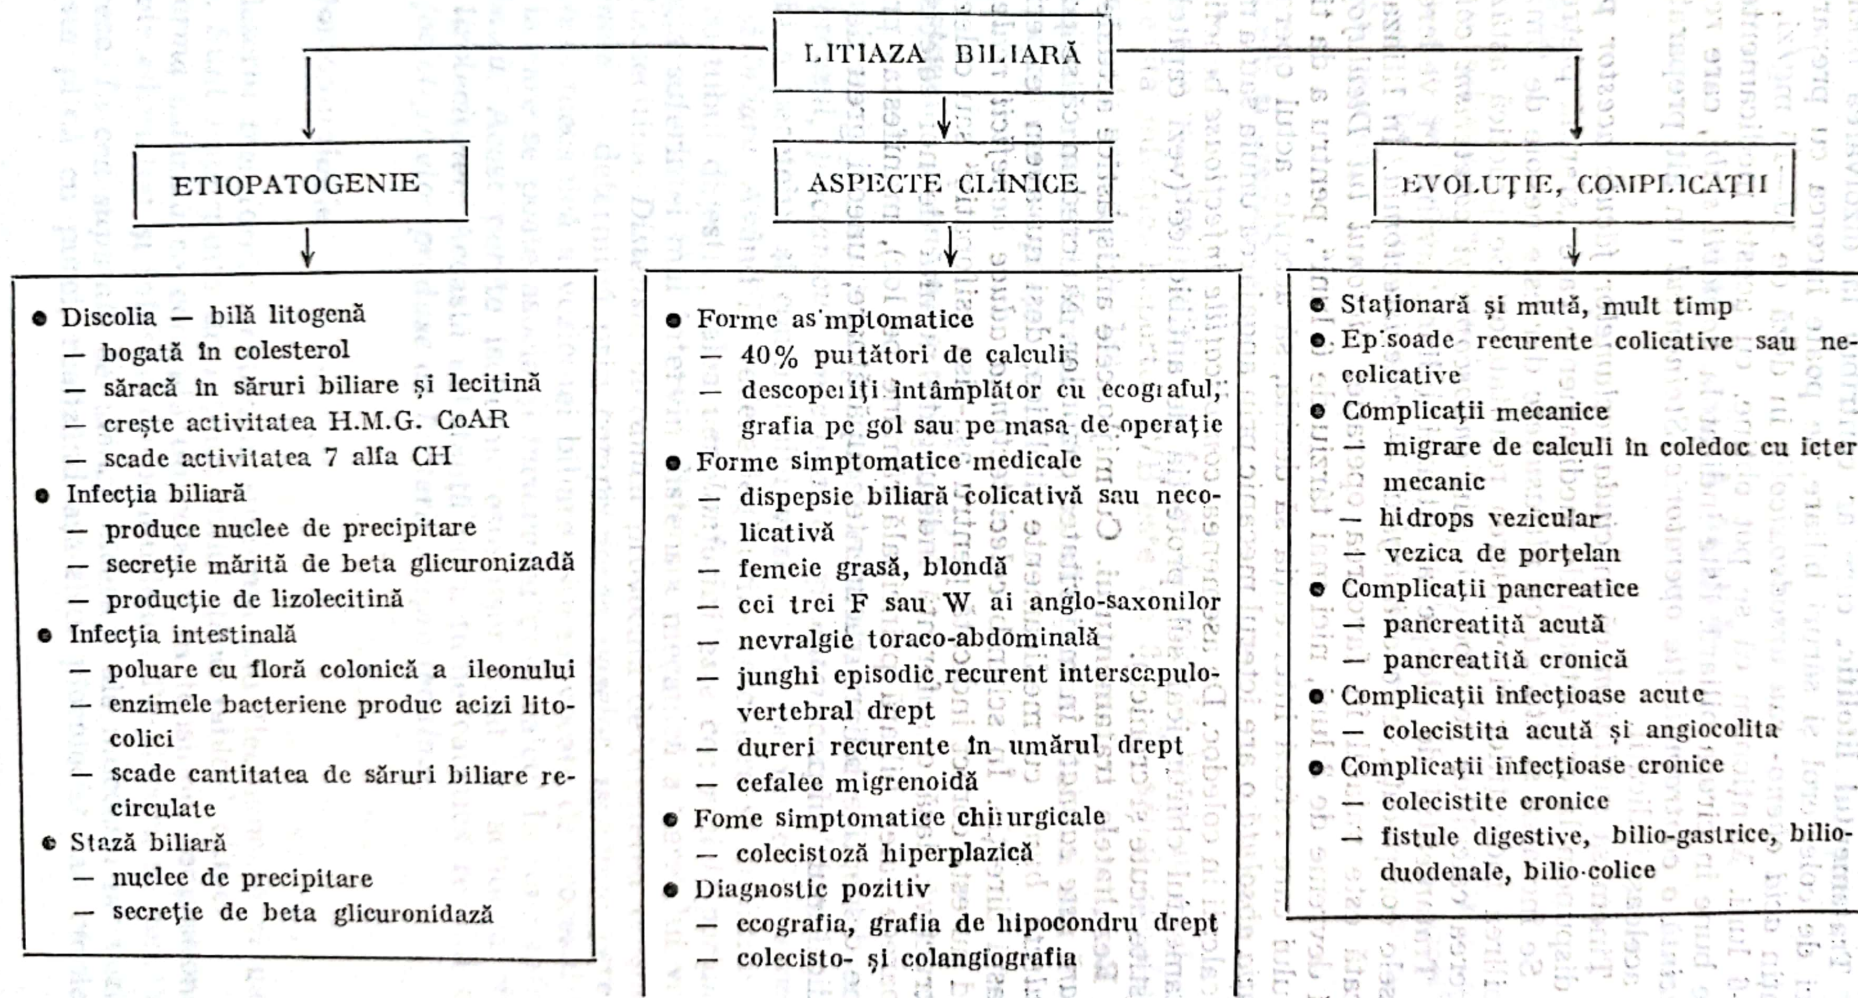 LITIAZA BILIARĂ
ETIOPATOGENIE
ASPECTE CLINICE
EVOLUȚIE, COMPLICAȚII
● Discolia — bilă litogenă
— bogată în colesterol
— săracă în săruri biliare și lecitină
— crește activitatea H.M.G. CoAR
— scade activitatea 7 alfa CH
● Infecția biliară
— produce nuclee de precipitare
— secreție mărită de beta glicuronizadă
— producție de lizolecitină
● Infecția intestinală
— poluare cu floră colonică a ileonului
— enzimele bacteriene produc acizi lito-
colici
— scade cantitatea de săruri biliare re-
circulate
● Stază biliară
— nuclee de precipitare
— secreție de beta glicuronidază
● Forme asimptomatice
— 40% purtători de calculi
— descoperiți întâmplător cu ecograful,
grafia pe gol sau pe masa de operație
● Forme simptomatice medicale
— dispepsie biliară colicativă sau neco-
licativă
— femeie grasă, blondă
— cei trei F sau W ai anglo-saxonilor
— nevralgie toraco-abdominală
— junghi episodic recurent interscapulo-
vertebral drept
— dureri recurente în umărul drept
— cefalee migrenoidă
● Fome simptomatice chirurgicale
— colecistoză hiperplazică
● Diagnostic pozitiv
— ecografia, grafia de hipocondru drept
— colecisto- și colangiografia
● Staționară și mută, mult timp
● Episoade recurente colicative sau ne-
colicative
● Complicații mecanice
— migrare de calculi în coledoc cu icter
mecanic
— hidrops vezicular
— vezica de porțelan
● Complicații pancreatice
— pancreatită acută
— pancreatită cronică
● Complicații infecțioase acute
— colecistita acută și angiocolita
● Complicații infecțioase cronice
— colecistite cronice
— fistule digestive, bilio-gastrice, bilio-
duodenale, bilio-colice